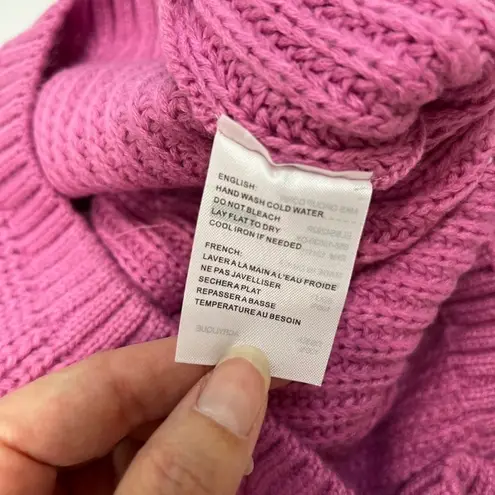 ENGLISH:
HAND WASH COLD WATER
DO NOT BLEACH
LAY FLAT TO DRY
COOL IRON IF NEEDED
FRENCH:
LAVER A LA MAIN A L'EAU FROIDE
NE PAS JAVELLISER
SECHER A PLAT
REPASSER A BASSE
TEMPERATURE AU BESOIN